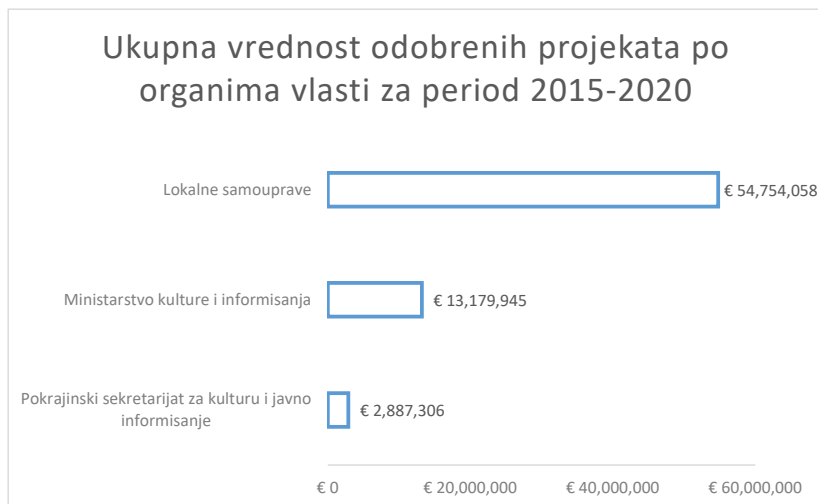 Ukupna vrednost odobrenih projekata po
organima vlasti za period 2015-2020
Lokalne samouprave
€ 54,754,058
Ministarstvo kulture i informisanja
€ 13,179,945
Pokrajinski sekretarijat za kulturu i javno
informisanje
€ 2,887,306
€ 0
€ 20,000,000
€ 40,000,000
€ 60,000,000